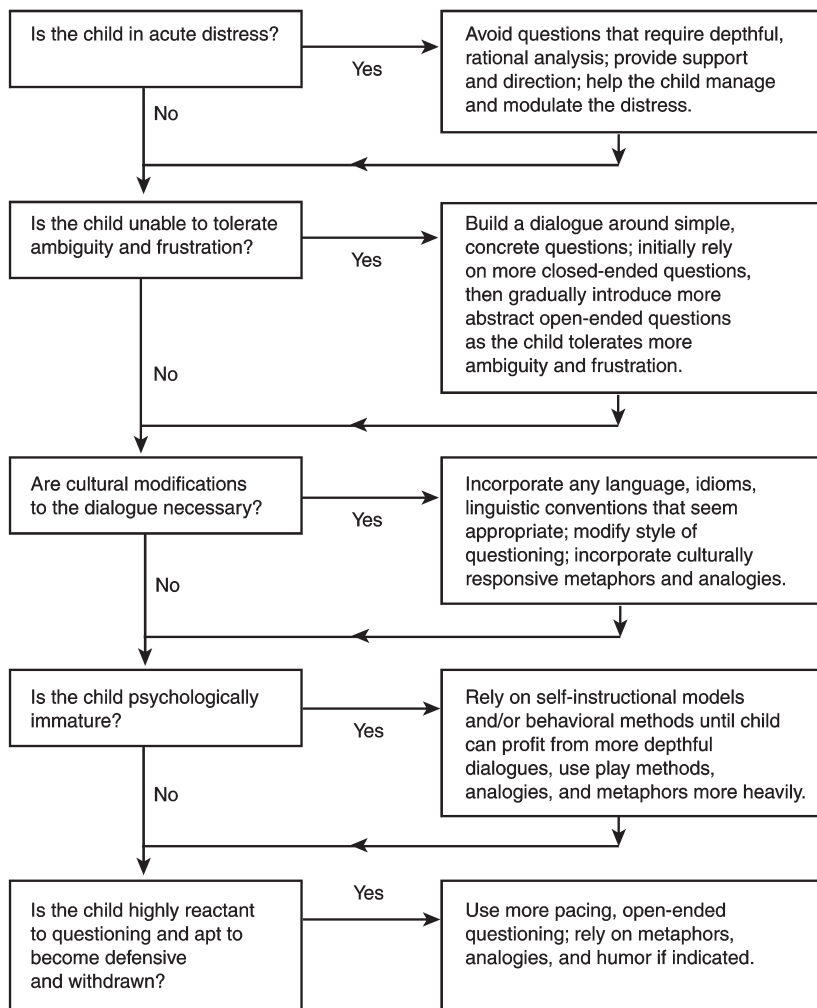 Is the child in acute distress?
Yes
Avoid questions that require depthful,
rational analysis; provide support
and direction; help the child manage
and modulate the distress.
No
Is the child unable to tolerate
ambiguity and frustration?
Yes
Build a dialogue around simple,
concrete questions; initially rely
on more closed-ended questions,
then gradually introduce more
abstract open-ended questions
as the child tolerates more
ambiguity and frustration.
No
Are cultural modifications
to the dialogue necessary?
Yes
Incorporate any language, idioms,
linguistic conventions that seem
appropriate; modify style of
questioning; incorporate culturally
responsive metaphors and analogies.
No
Is the child psychologically
immature?
Yes
Rely on self-instructional models
and/or behavioral methods until child
can profit from more depthful
dialogues, use play methods,
analogies, and metaphors more heavily.
No
Is the child highly reactant
to questioning and apt to
become defensive
and withdrawn?
Yes
Use more pacing, open-ended
questioning; rely on metaphors,
analogies, and humor if indicated.